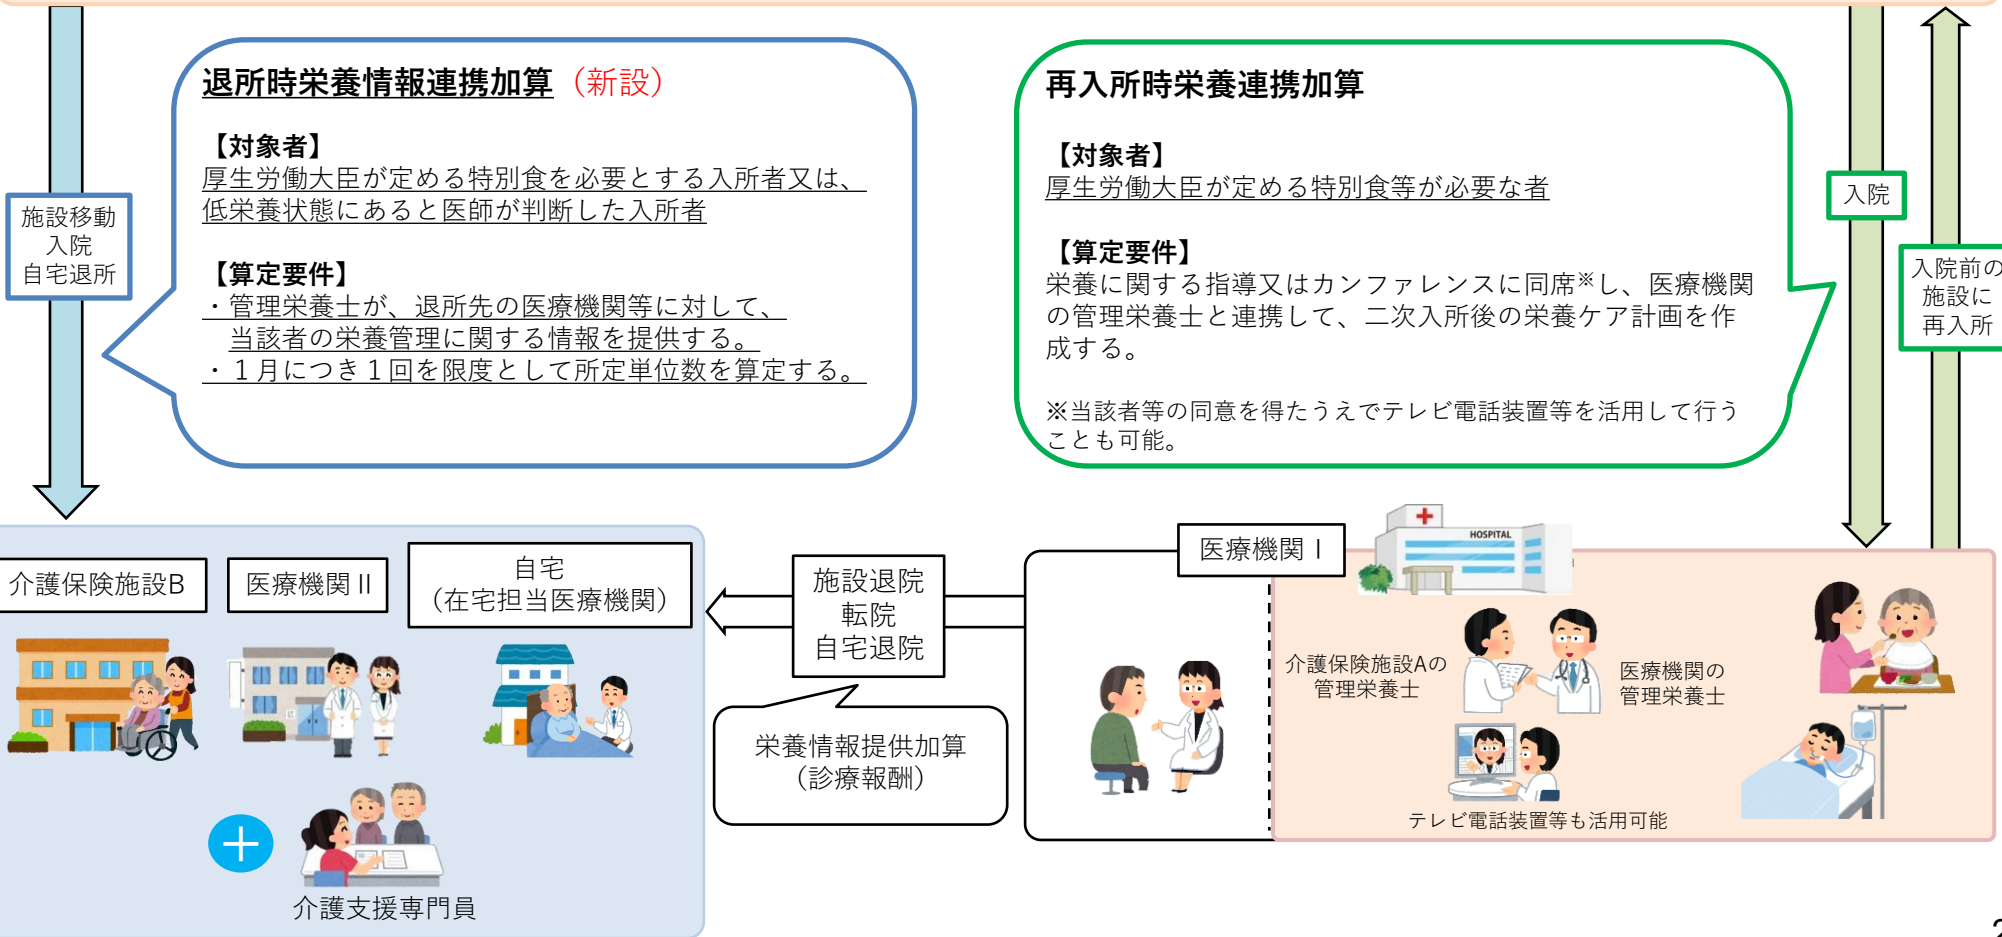 退所時栄養情報連携加算（新設）
【対象者】
厚生労働大臣が定める特別食を必要とする入所者又は、
低栄養状態にあると医師が判断した入所者
【算定要件】
・管理栄養士が、退所先の医療機関等に対して、
当該者の栄養管理に関する情報を提供する。
・１月につき１回を限度として所定単位数を算定する。
施設移動
入院
自宅退所
再入所時栄養連携加算
【対象者】
厚生労働大臣が定める特別食等が必要な者
【算定要件】
栄養に関する指導又はカンファレンスに同席※し、医療機関
の管理栄養士と連携して、二次入所後の栄養ケア計画を作
成する。
※当該者等の同意を得たうえでテレビ電話装置等を活用して行う
ことも可能。
入院
入院前の
施設に
再入所
介護保険施設B
医療機関Ⅱ
自宅
（在宅担当医療機関）
介護支援専門員
施設退院
転院
自宅退院
栄養情報提供加算
（診療報酬）
医療機関Ⅰ
HOSPITAL
介護保険施設Aの
管理栄養士
医療機関の
管理栄養士
テレビ電話装置等も活用可能